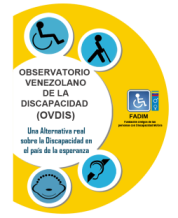 OBSERVATORIO
VENEZOLANO
DE LA
DISCAPACIDAD
(OVDIS)
Una Alternativa real
sobre la Discapacidad en
el país de la esperanza
FADIM